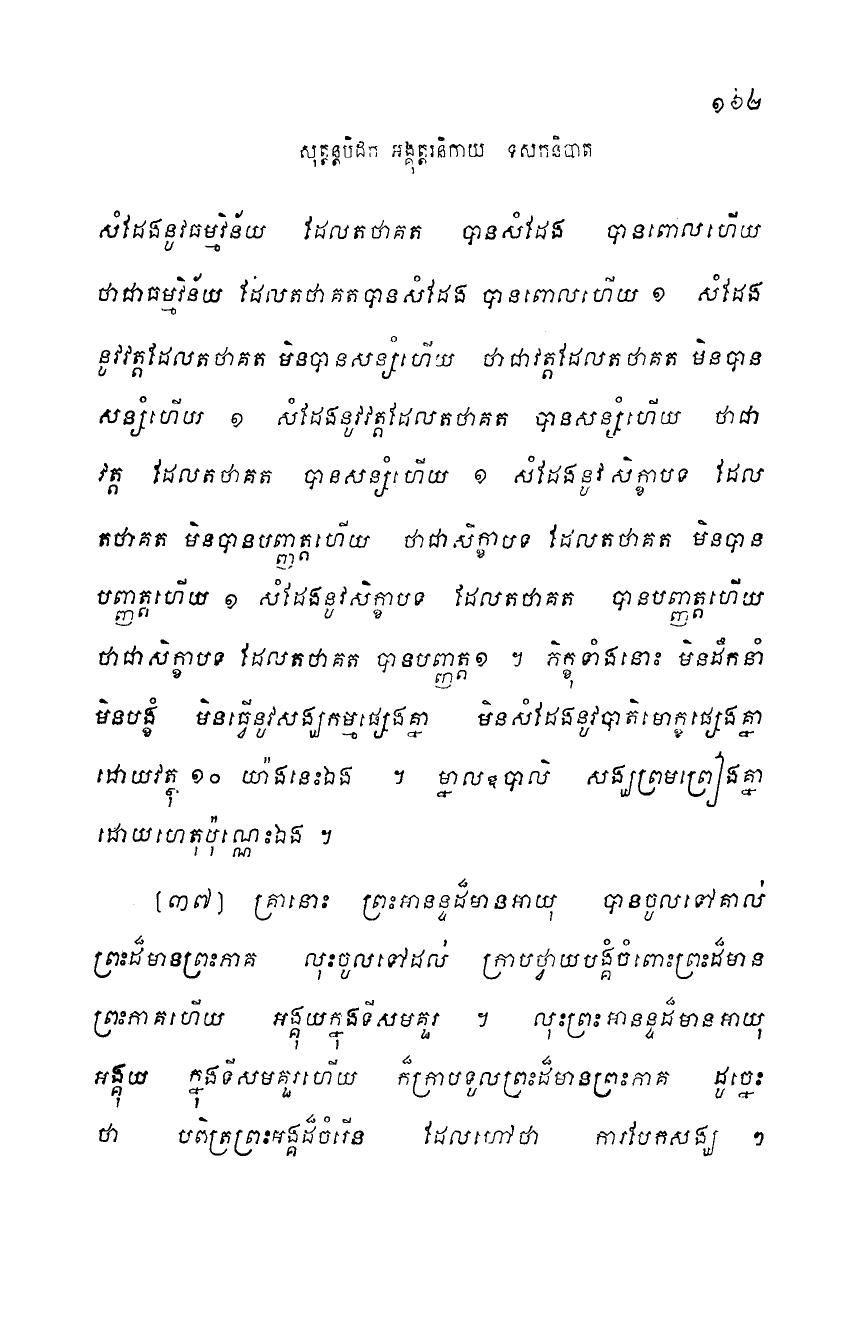 ១៦២
សុត្តន្តបិដក អង្គុត្តរនិកាយ ទសកនិបាត
សំដែងនូវធម្មវិន័យ ដែលតថាគត បានសំដែង បានពោលហើយ
ថាជាធម្មវិន័យ ដែលតថាគតបានសំដែង បានពោលហើយ ១ សំដែង
នូវវត្តដែលតថាគត មិនបានសន្សំហើយ ថាជាវត្តដែលតថាគត មិនបាន
សន្សំហើយ ១ សំដែងនូវវត្តដែលតថាគត បានសន្សំហើយ ថាជា
វត្ត ដែលតថាគត បានសន្សំហើយ ១ សំដែងនូវសិក្ខាបទ ដែល
តថាគត មិនបានបញ្ញត្តហើយ ថាជាសិក្ខាបទ ដែលតថាគត មិនបាន
បញ្ញត្តហើយ ១ សំដែងនូវសិក្ខាបទ ដែលតថាគត បានបញ្ញត្តហើយ
ថាជាសិក្ខាបទ ដែលតថាគត បានបញ្ញត្ត១ ។ ភិក្ខុទាំងនោះ មិនដឹកនាំ
មិនបង្ខំ មិនធ្វើនូវសង្ឃកម្មផ្សេងគ្នា មិនសំដែងនូវបាតិមោក្ខផ្សេងគ្នា
ដោយវត្ថុ ១០ យ៉ាងនេះឯង ។ ម្នាលឧបាលិ សង្ឃព្រមព្រៀងគ្នា
ដោយហេតុប៉ុណ្ណេះឯង ។
[៣៧] គ្រានោះ ព្រះអានន្ទដ៏មានអាយុ បានចូលទៅគាល់
ព្រះដ៏មានព្រះភាគ លុះចូលទៅដល់ ក្រាបថ្វាយបង្គំចំពោះព្រះដ៏មាន
ព្រះភាគហើយ អង្គុយក្នុងទីសមគួរ ។ លុះព្រះអានន្ទដ៏មានអាយុ
អង្គុយ ក្នុងទីសមគួរហើយ ក៏ក្រាបទូលព្រះដ៏មានព្រះភាគ ដូច្នេះ
ថា បពិត្រព្រះអង្គដ៏ចំរើន ដែលហៅថា ការបែកសង្ឃ ៗ